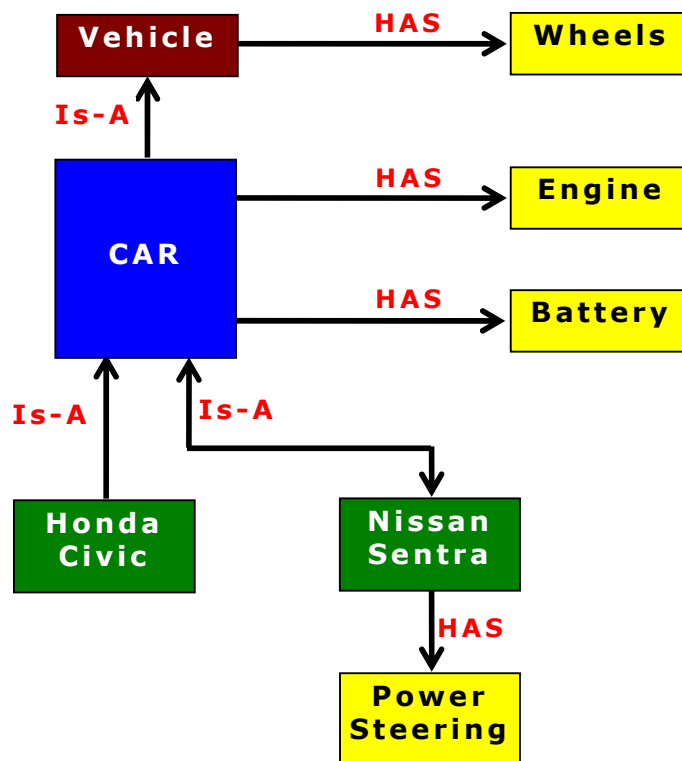 Vehicle
HAS
Wheels
Is-A
HAS
Engine
CAR
HAS
Battery
Is-A
Is-A
Honda
Civic
Nissan
Sentra
HAS
Power
Steering